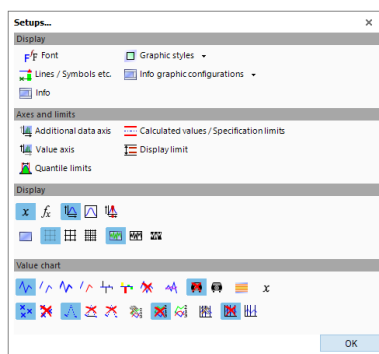 Setups...
Display
Font
Graphic styles
Lines / Symbols etc.
Info graphic configurations
Info
Axes and limits
Additional data axis
Calculated values / Specification limits
Value axis
Display limit
Quantile limits
Display
x fx
Value chart
x
OK